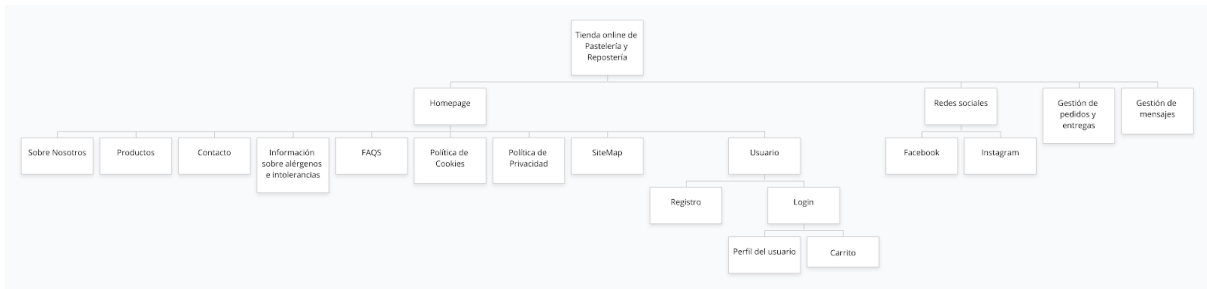 Tienda online de
Pastelería y
Repostería
Homepage
Redes sociales
Gestión de
pedidos y
entregas
Gestión de
mensajes
Sobre Nosotros
Productos
Contacto
Información
sobre alérgenos
e intolerancias
FAQS
Política de
Cookies
Política de
Privacidad
SiteMap
Usuario
Facebook
Instagram
Registro
Login
Perfil del usuario
Carrito